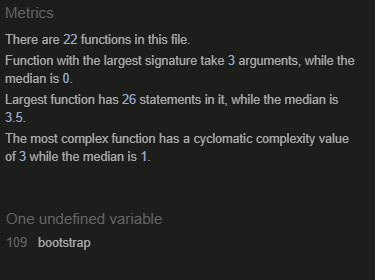 Metrics
There are 22 functions in this file.
Function with the largest signature take 3 arguments, while the
median is 0.
Largest function has 26 statements in it, while the median is
3.5.
The most complex function has a cyclomatic complexity value
of 3 while the median is 1.
One undefined variable
109 bootstrap